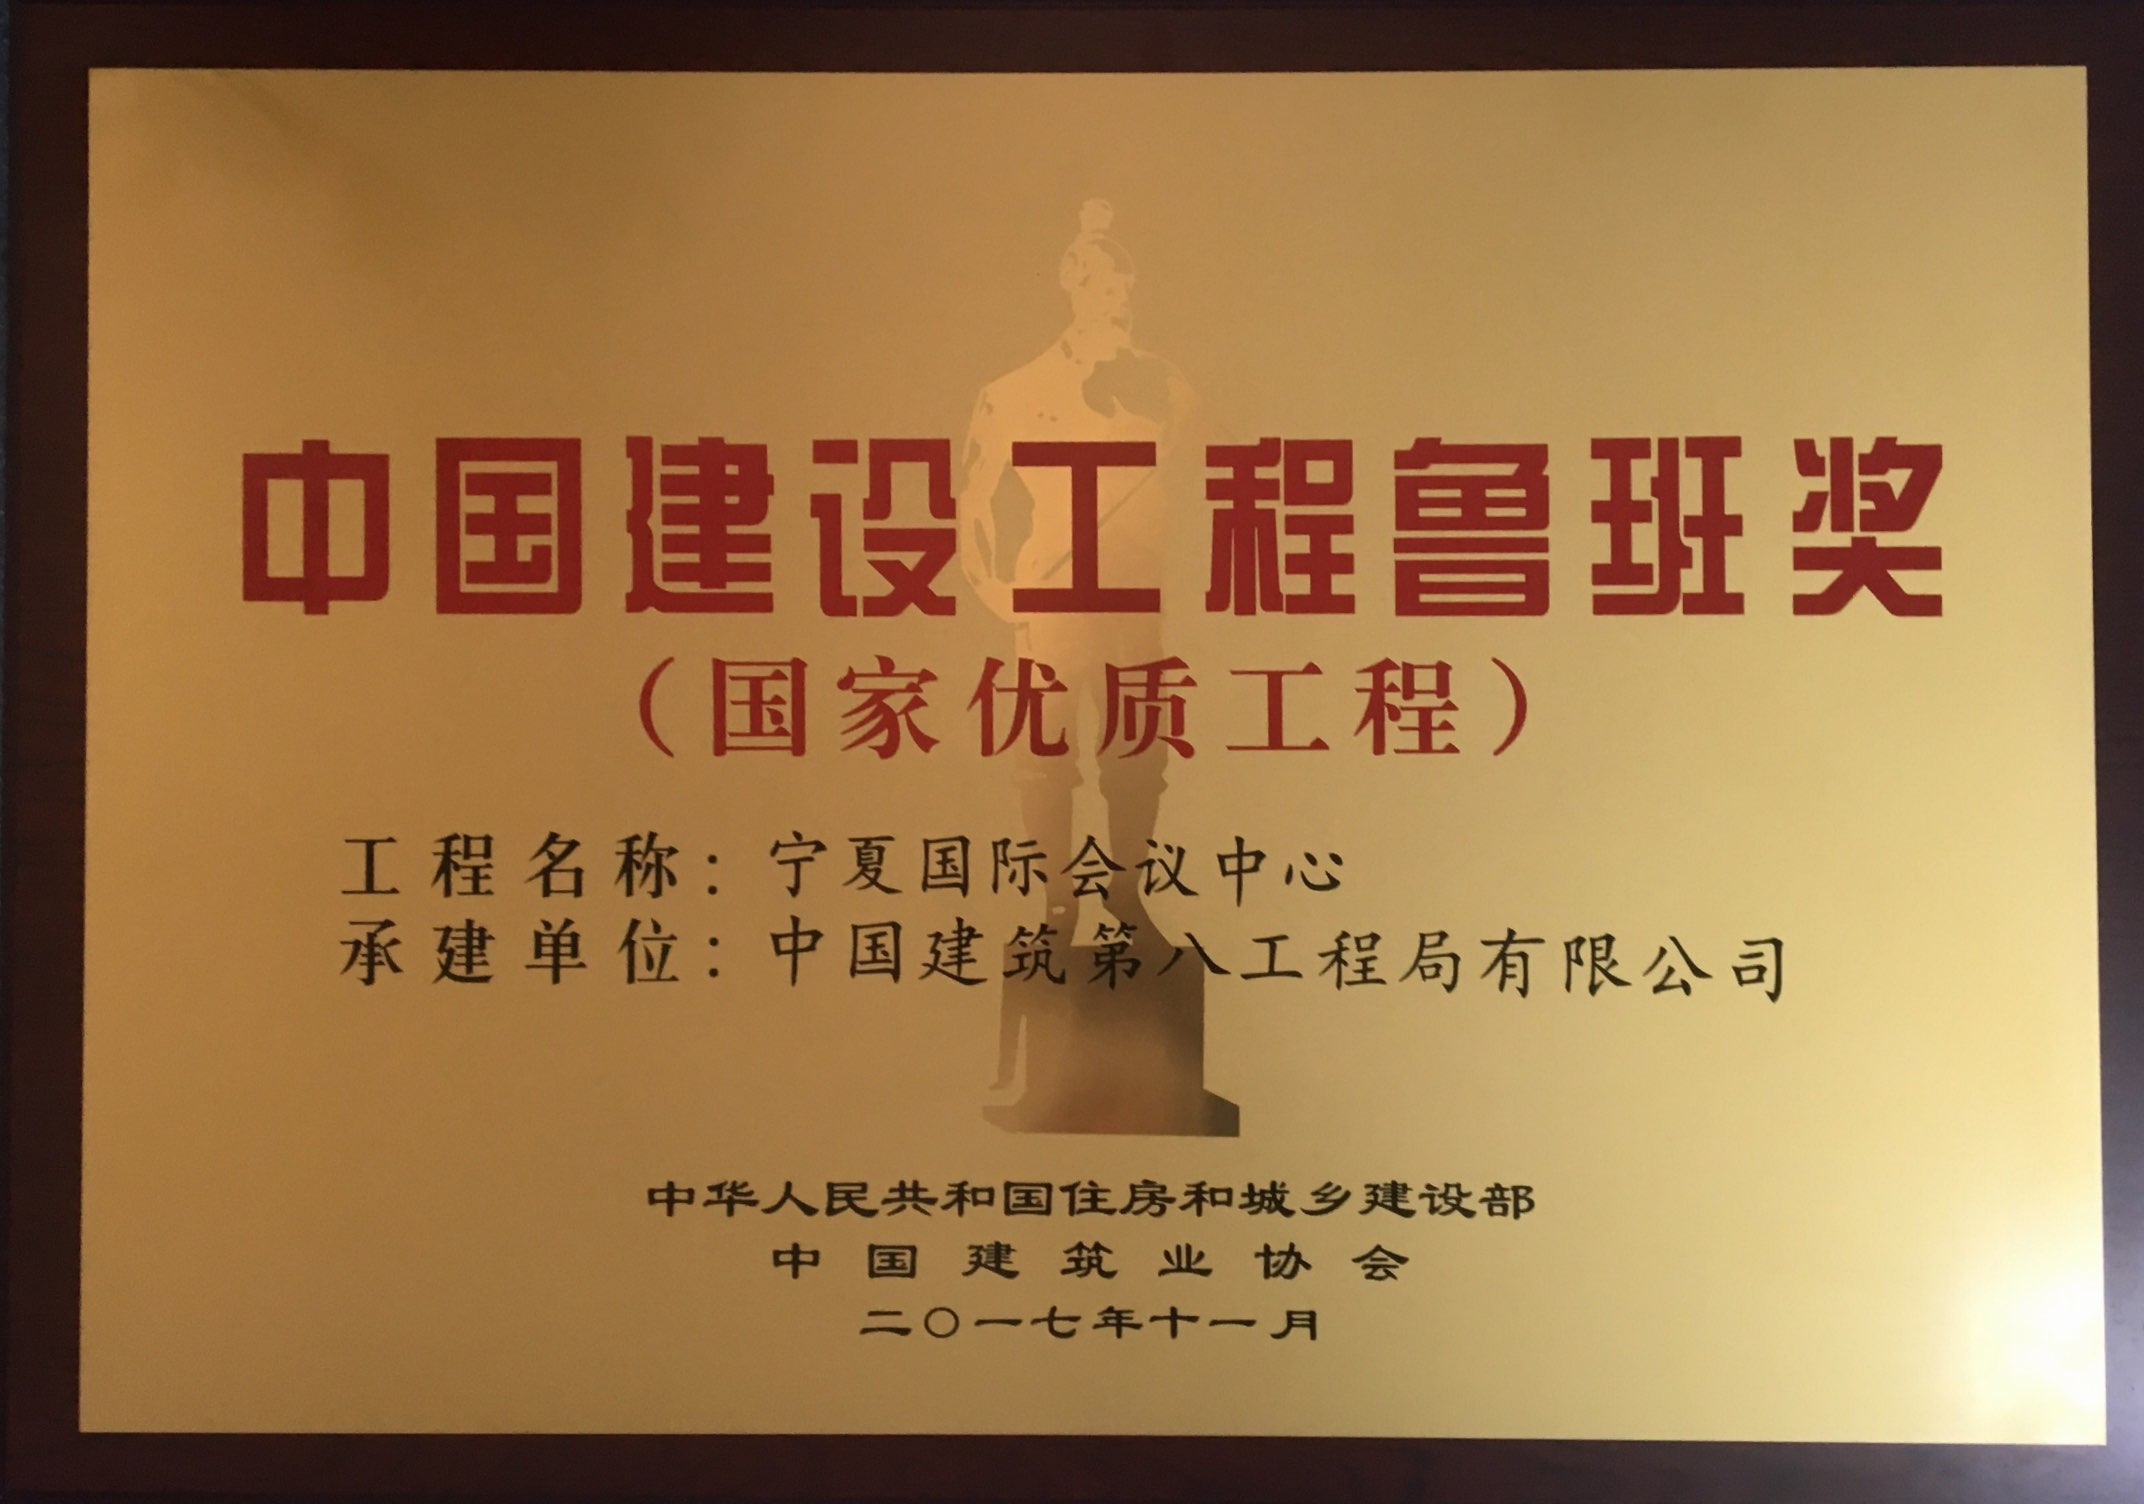 中国建设工程鲁班奖
（国家优质工程）
工程名称：宁夏国际会议中心
承建单位：中国建筑第八工程局有限公司
中华人民共和国住房和城乡建设部
中国建筑业协会
二〇一七年十一月